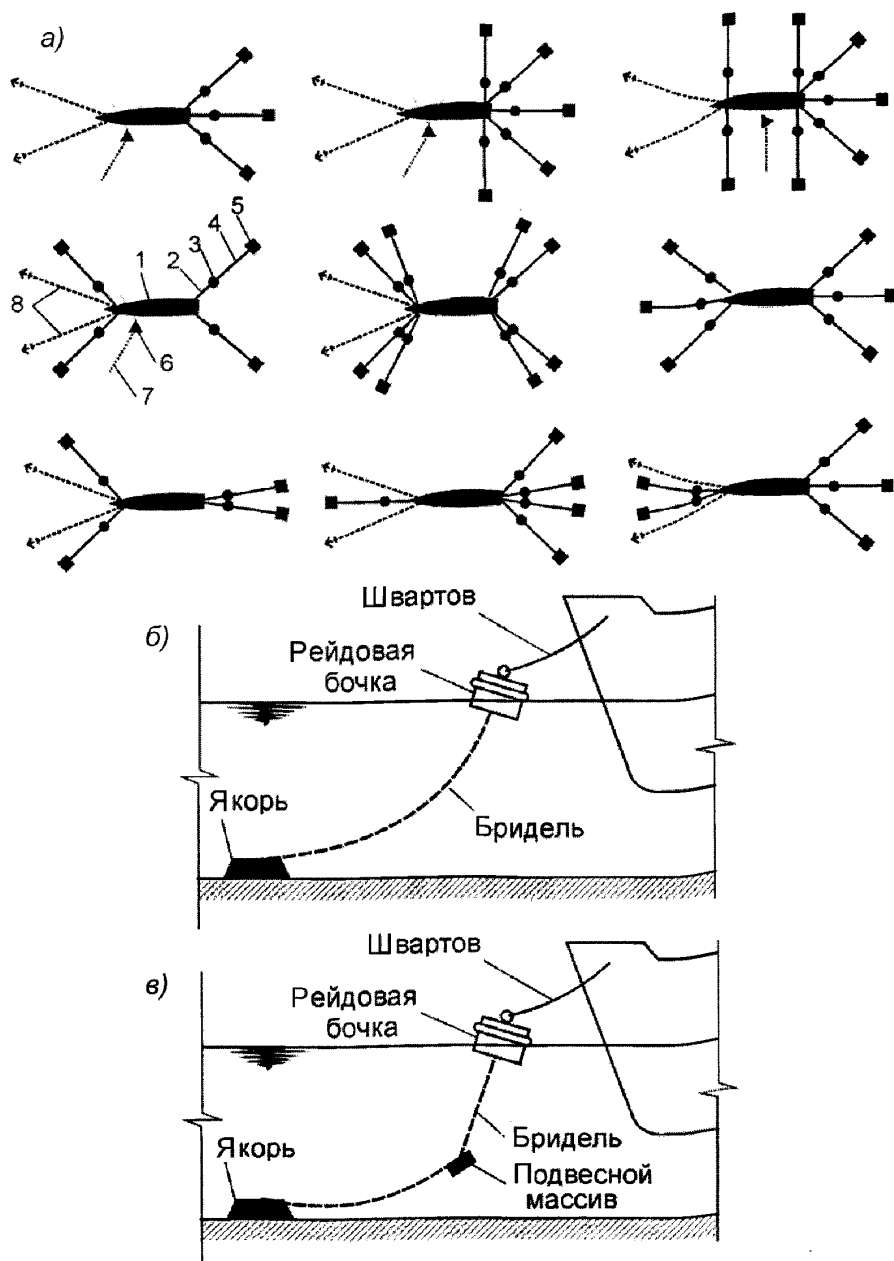 а)
1
2
3
4
5
6
7
8
б)
Швартов
Рейдовая
бочка
Якорь
Бридель
в)
Швартов
Рейдовая
бочка
Якорь
Бридель
Подвесной
массив